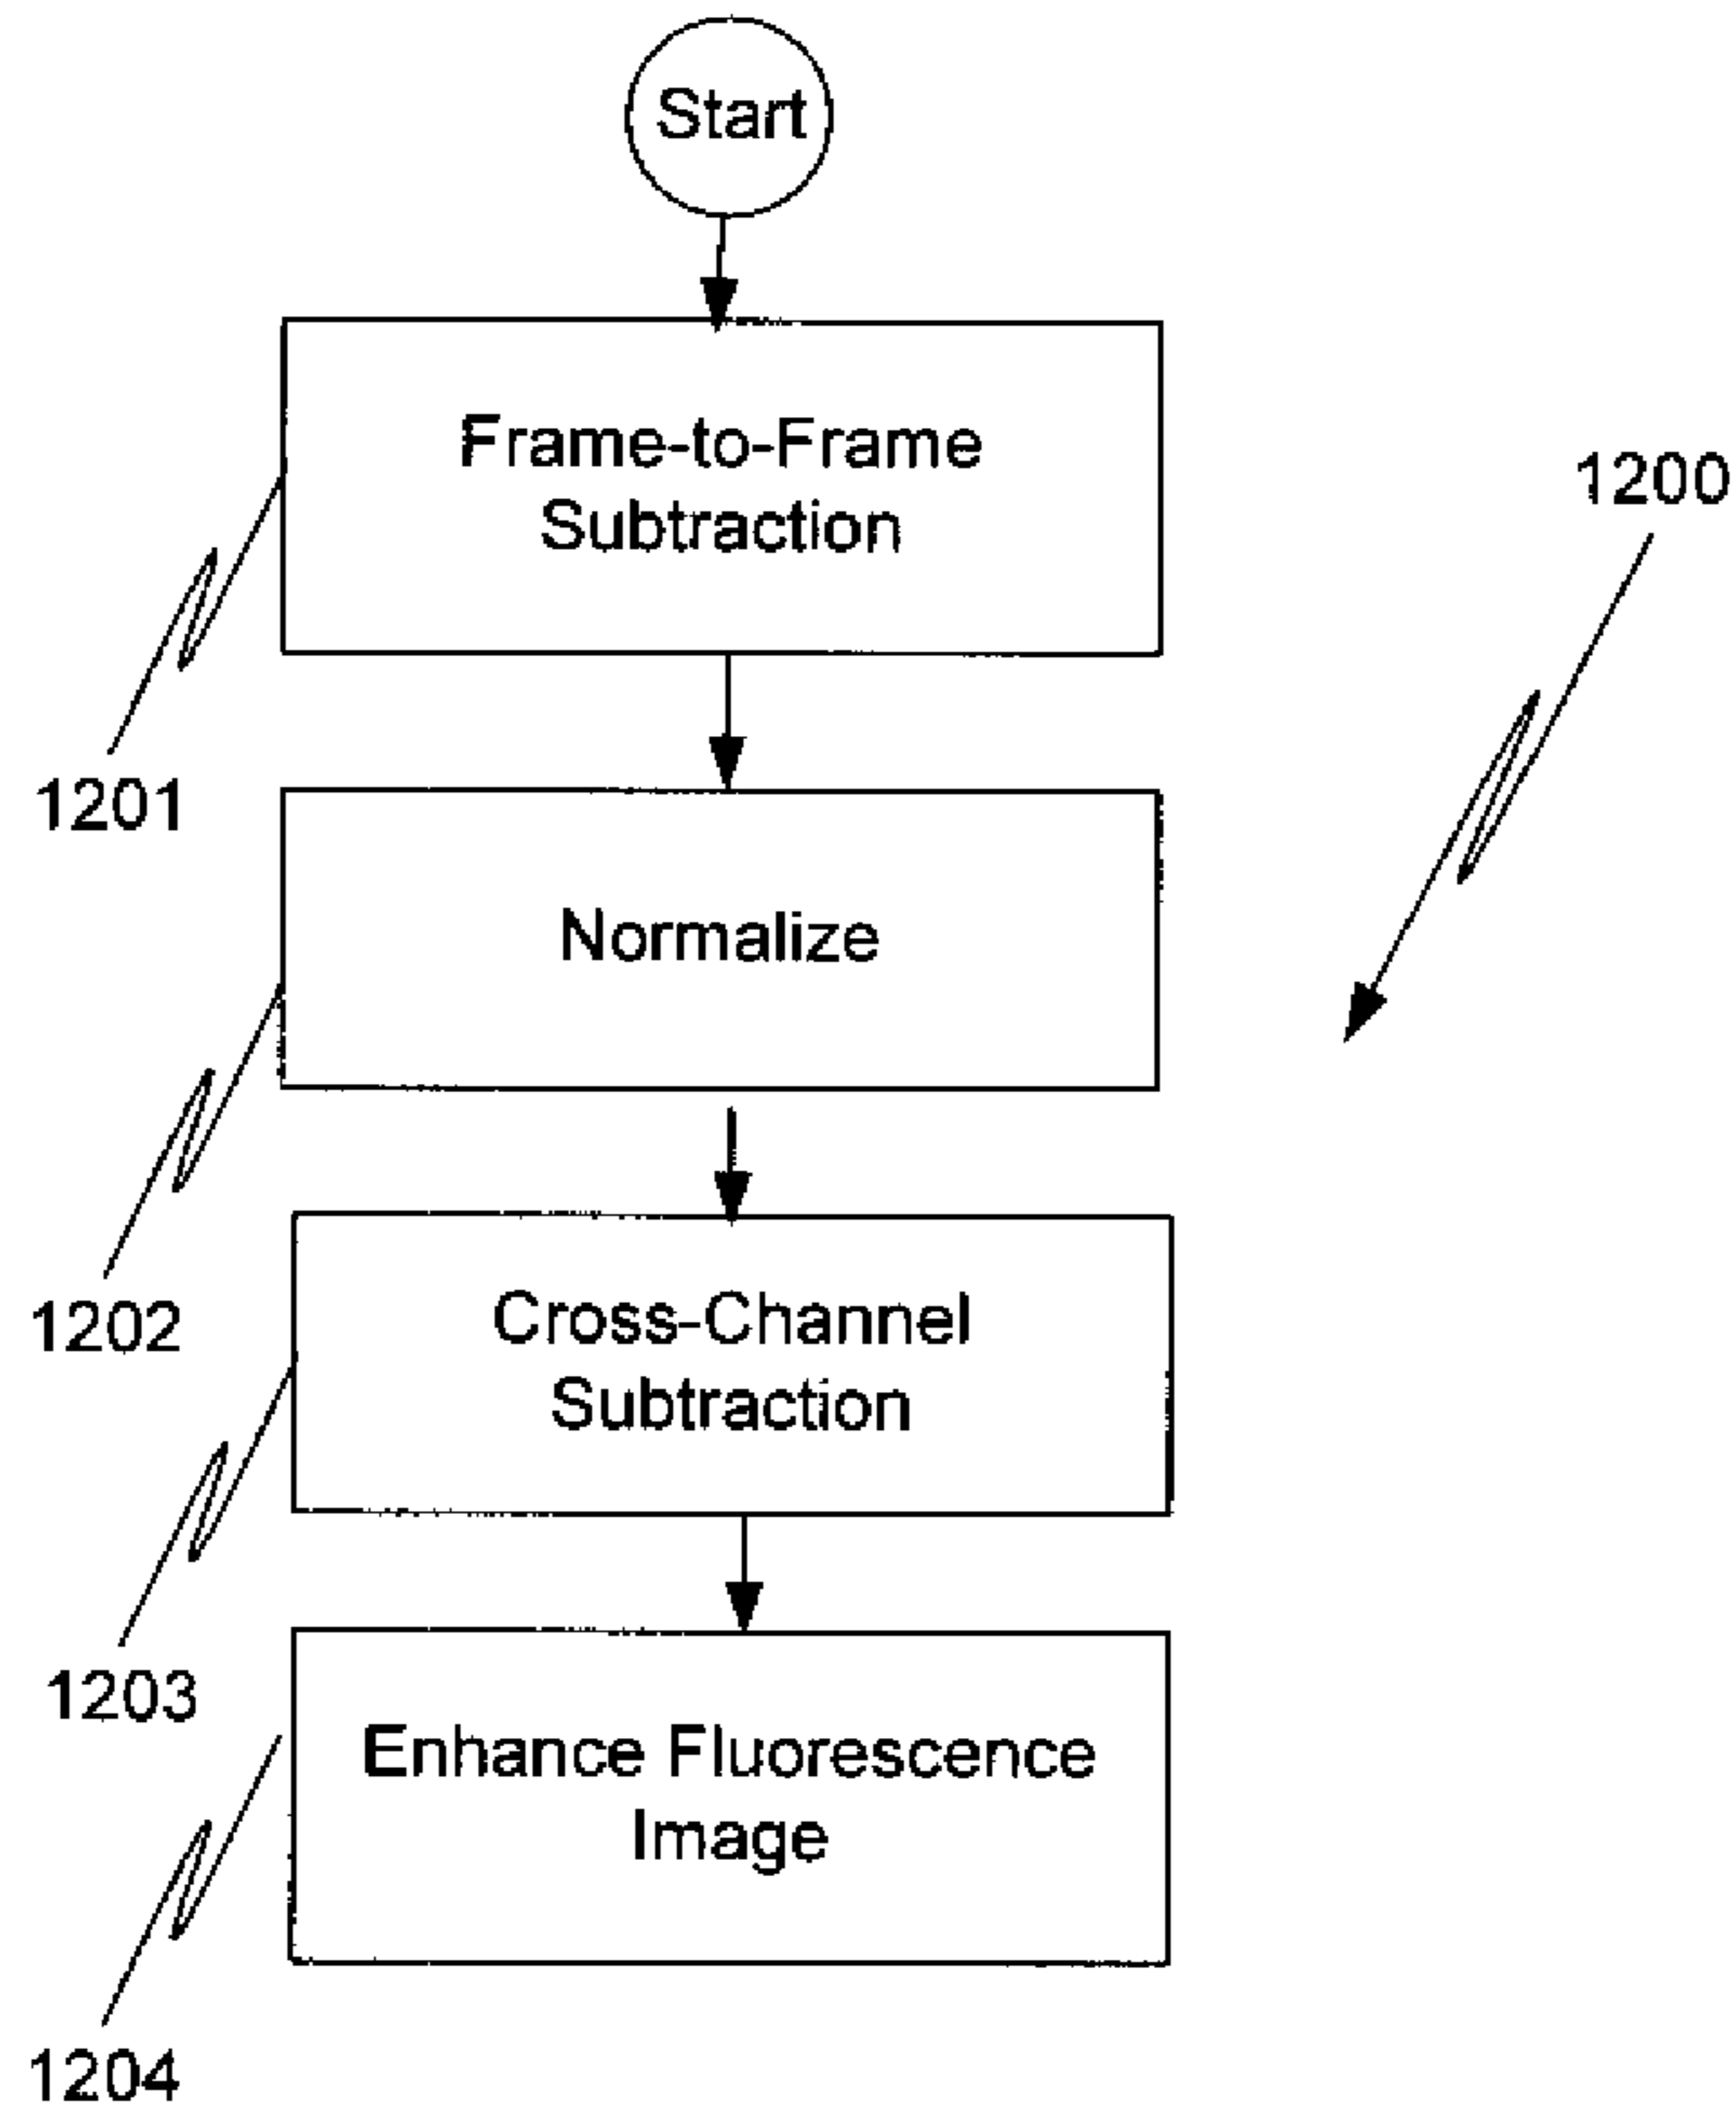 Start
Frame-to-Frame
Subtraction
1200
1201
Normalize
1202
Cross-Channel
Subtraction
1203
Enhance Fluorescence
Image
1204